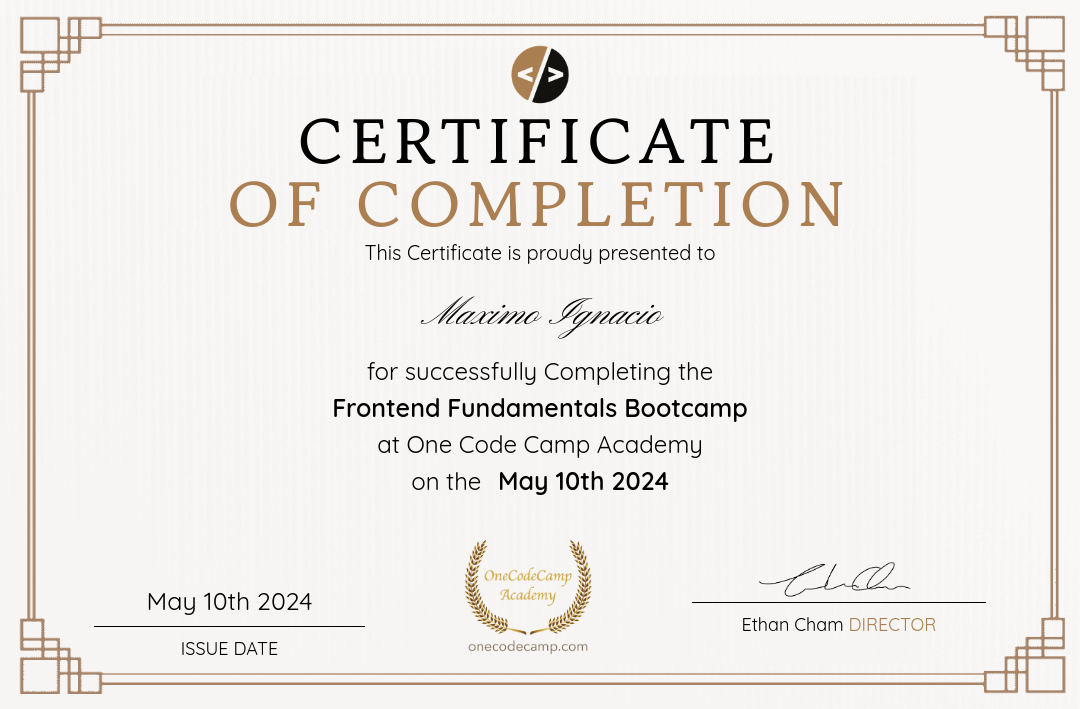 </>
CERTIFICATE
OF COMPLETION
This Certificate is proudy presented to
Maximo Ignacio
for successfully Completing the
Frontend Fundamentals Bootcamp
at One Code Camp Academy
on the May 10th 2024
OneCodeCamp
Academy
onecodecamp.com
May 10th 2024
ISSUE DATE
Ethan Cham DIRECTOR